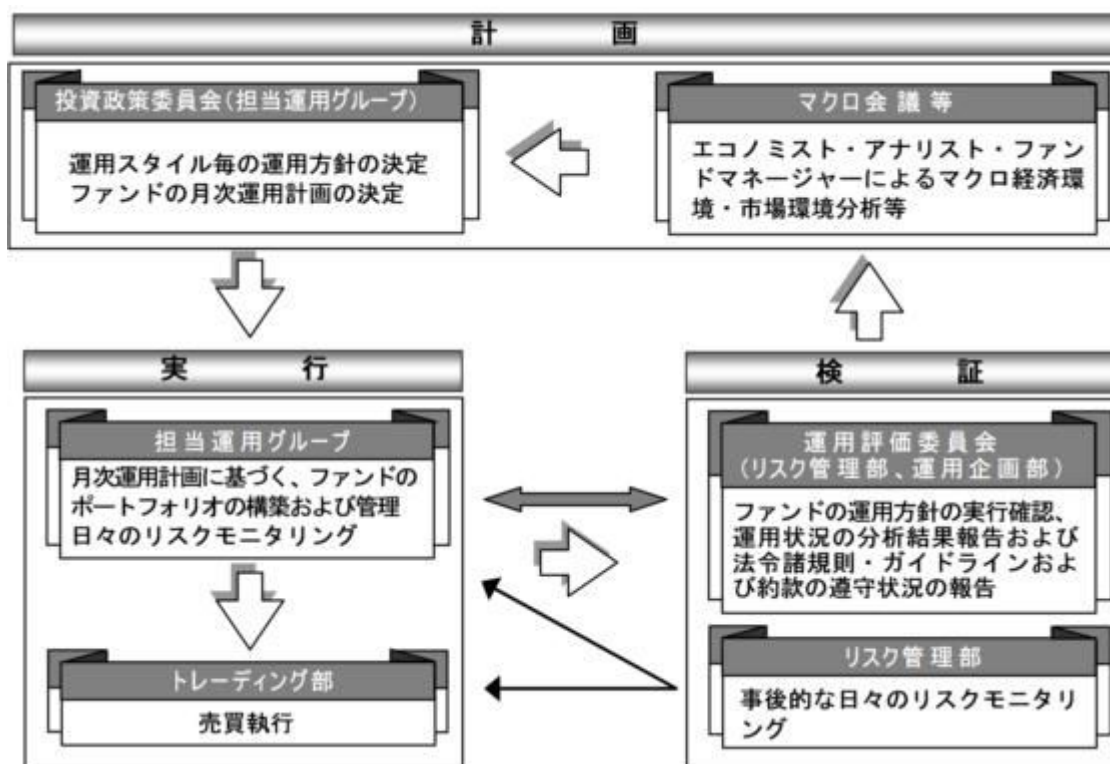 計画
投資政策委員会(担当運用グループ)
運用スタイル毎の運用方針の決定
ファンドの月次運用計画の決定
マクロ会議等
エコノミスト・アナリスト・ファン
ドマネージャーによるマクロ経済環
境・市場環境分析等
実行
担当運用グループ
月次運用計画に基づく、ファンドの
ポートフォリオの構築および管理
日々のリスクモニタリング
トレーディング部
売買執行
検証
運用評価委員会
(リスク管理部、運用企画部)
ファンドの運用方針の実行確認、
運用状況の分析結果報告および
法令諸規則・ガイドラインおよ
び約款の遵守状況の報告
リスク管理部
事後的な日々のリスクモニタリ
ング